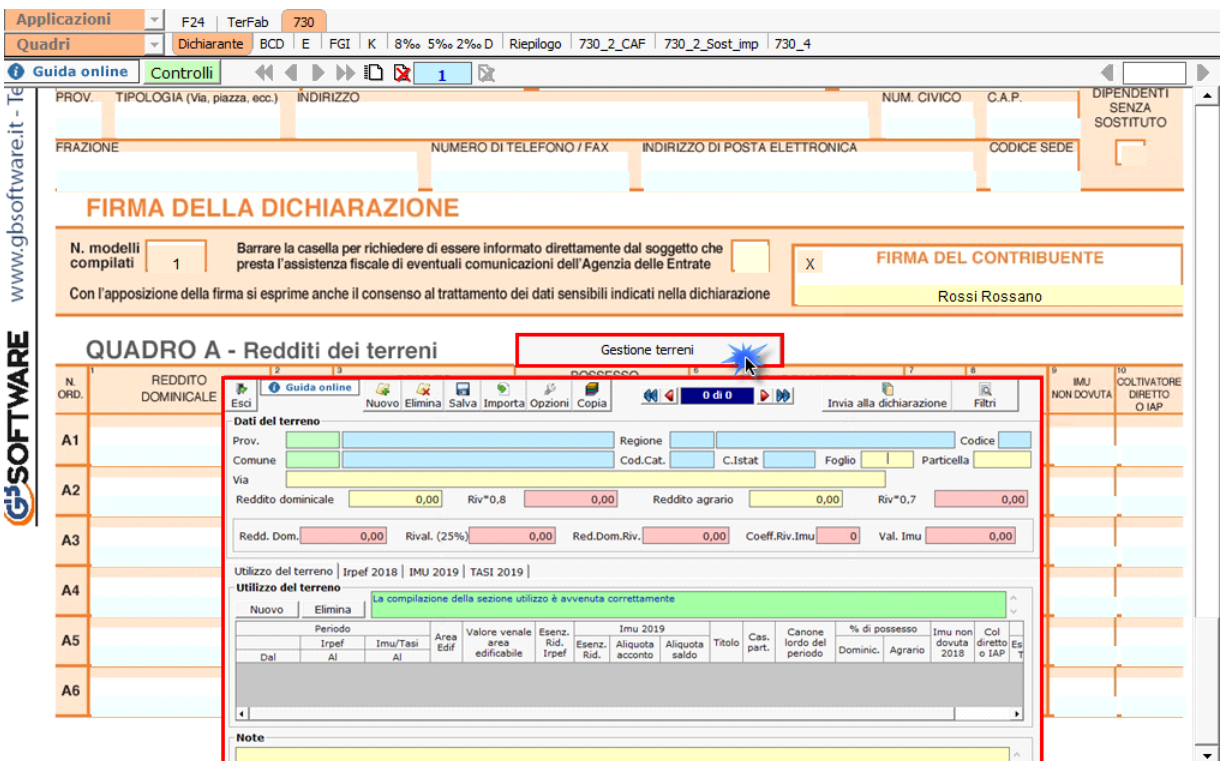 Applicazioni F24 TerFab 730
Quadri Dichiarante BCD E FGI K 8‰ 5‰ 2‰ D Riepilogo 730_2_CAF 730_2_Sost_imp 730_4
Guida online Controlli 1
PROV. TIPOLOGIA (Via, piazza, ecc.) INDIRIZZO NUM. CIVICO C.A.P. DIPENDENTI SENZA SOSTITUTO
FRAZIONE NUMERO DI TELEFONO / FAX INDIRIZZO DI POSTA ELETTRONICA CODICE SEDE
FIRMA DELLA DICHIARAZIONE
N. modelli compilati 1 Barrare la casella per richiedere di essere informato direttamente dal soggetto che
presta l'assistenza fiscale di eventuali comunicazioni dell'Agenzia delle Entrate
X FIRMA DEL CONTRIBUENTE
Con l'apposizione della firma si esprime anche il consenso al trattamento dei dati sensibili indicati nella dichiarazione
Rossi Rossano
www.gbsoftware.it - Te
GBSOFTWARE
QUADRO A - Redditi dei terreni Gestione terreni
N. ORD. 1 REDDITO DOMINICALE 2 3 POSSESSO 6 7 8 9 IMU NON DOVUTA 10 COLTIVATORE DIRETTO O IAP
A1
A2
A3
A4
A5
A6
Esci Guida online Nuovo Elimina Salva Importa Opzioni Copia 0 di 0 Invia alla dichiarazione Filtri
Dati del terreno
Prov. Regione Codice
Comune Cod.Cat. C.Istat Foglio Particella
Via
Reddito dominicale 0,00 Riv*0,8 0,00 Reddito agrario 0,00 Riv*0,7 0,00
Redd. Dom. 0,00 Rival. (25%) 0,00 Red.Dom.Riv. 0,00 Coeff.Riv.Imu 0 Val. Imu 0,00
Utilizzo del terreno Irpef 2018 IMU 2019 TASI 2019
Utilizzo del terreno
Nuovo Elimina La compilazione della sezione utilizzo è avvenuta correttamente
Periodo Imu 2019 % di possesso
Irpef Imu/Tasi Area Edif Valore venale area edificabile Esenz. Rid. Irpef Esenz. Rid. Aliquota acconto Aliquota saldo Titolo Cas. part. Canone lordo del periodo Dominic. Agrario Imu non dovuta 2018 Col diretto o IAP Es T
Dal Al Al
Note